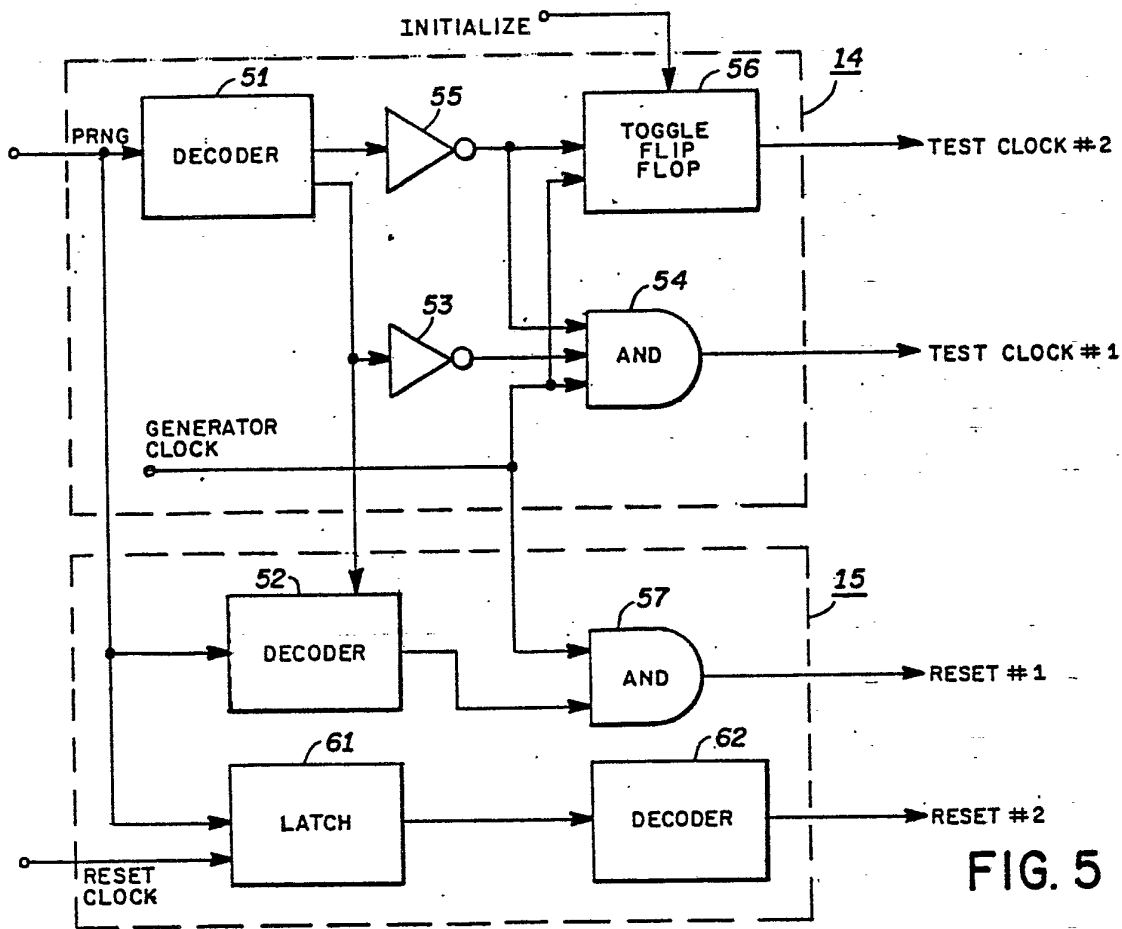 INITIALIZE
14
51
55
56
PRNG
DECODER
TOGGLE
FLIP
FLOP
TEST CLOCK #2
53
54
AND
TEST CLOCK #1
GENERATOR
CLOCK
52
57
15
DECODER
AND
RESET #1
61
62
LATCH
DECODER
RESET #2
RESET
CLOCK
FIG. 5